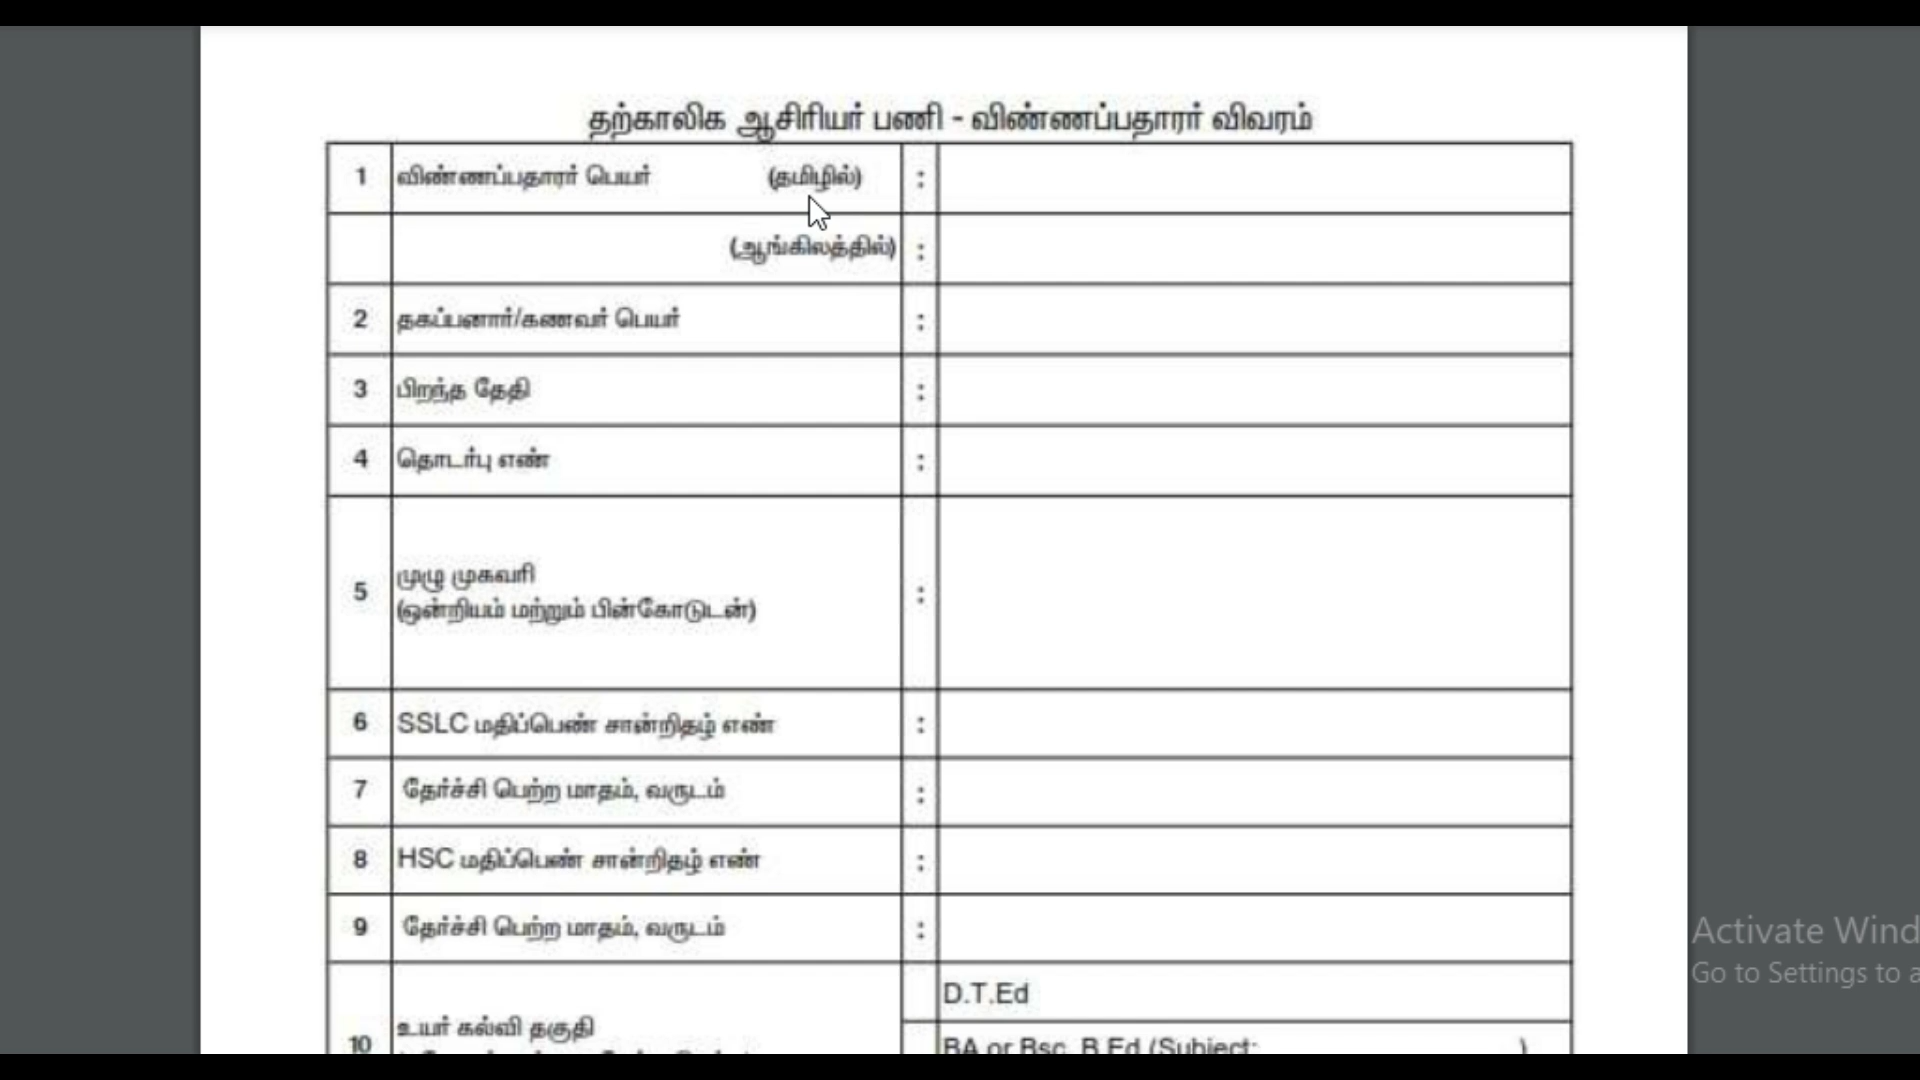 தற்காலிக ஆசிரியர் பணி - விண்ணப்பதாரர் விவரம்
1 விண்ணப்பதாரர் பெயர் (தமிழில்) :
(ஆங்கிலத்தில்) :
2 தகப்பனார்/கணவர் பெயர் :
3 பிறந்த தேதி :
4 தொடர்பு எண் :
5 முழு முகவரி
(ஒன்றியம் மற்றும் பின்கோடுடன்) :
6 SSLC மதிப்பெண் சான்றிதழ் எண் :
7 தேர்ச்சி பெற்ற மாதம், வருடம் :
8 HSC மதிப்பெண் சான்றிதழ் எண் :
9 தேர்ச்சி பெற்ற மாதம், வருடம் :
10 உயர் கல்வி தகுதி
D.T.Ed
BA or Bsc. B.Ed (Subject: )
Activate Wind
Go to Settings to a